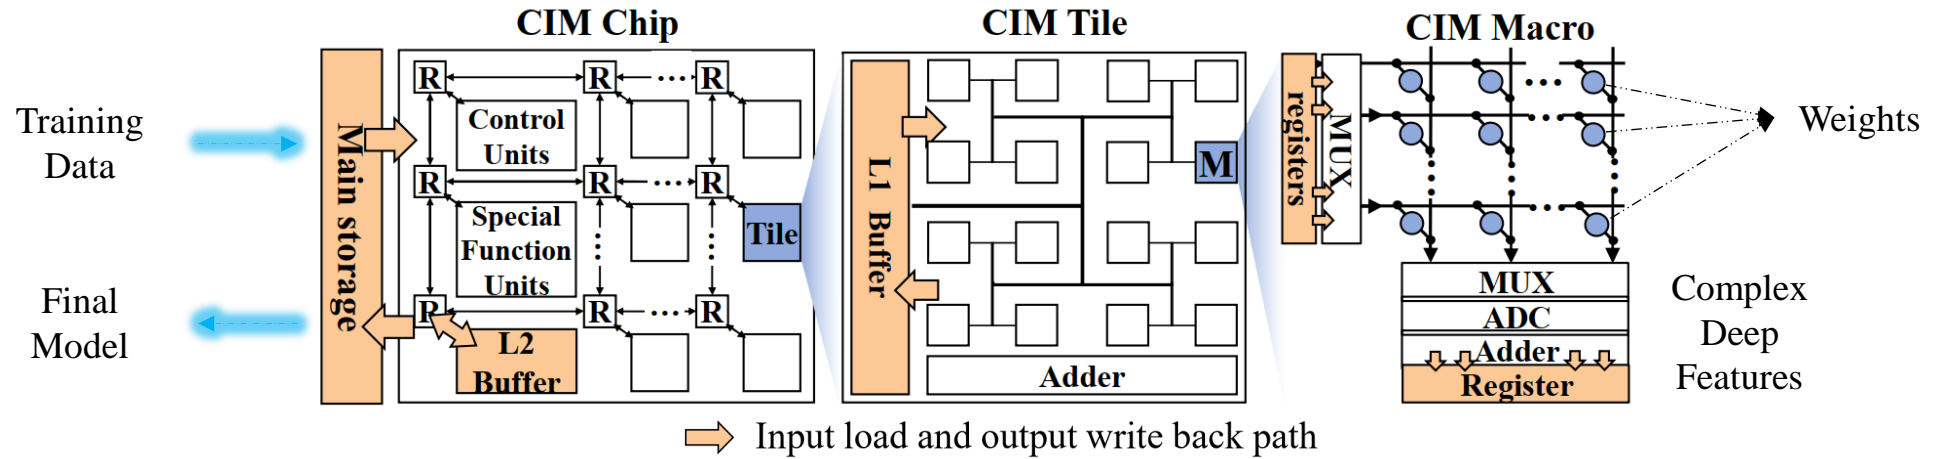 CIM Chip
CIM Tile
CIM Macro
Training
Data
Final
Model
Main storage
R
R
...
R
Control
Units
R
R
...
R
Special
Function
Units
Tile
R
R
...
R
L2
Buffer
L1 Buffer
M
Adder
registers
MUX
...
...
Weights
MUX
ADC
Adder
Register
Complex
Deep
Features
Input load and output write back path